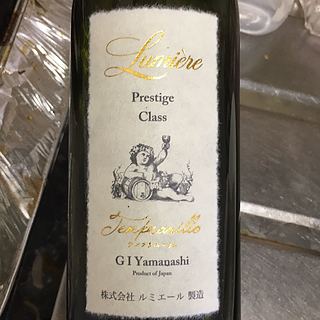 Lumière
Prestige
Class
Tempranillo
テンプラニーリョ
G I Yamanashi
Product of Japan
株式会社 ルミエール 製造